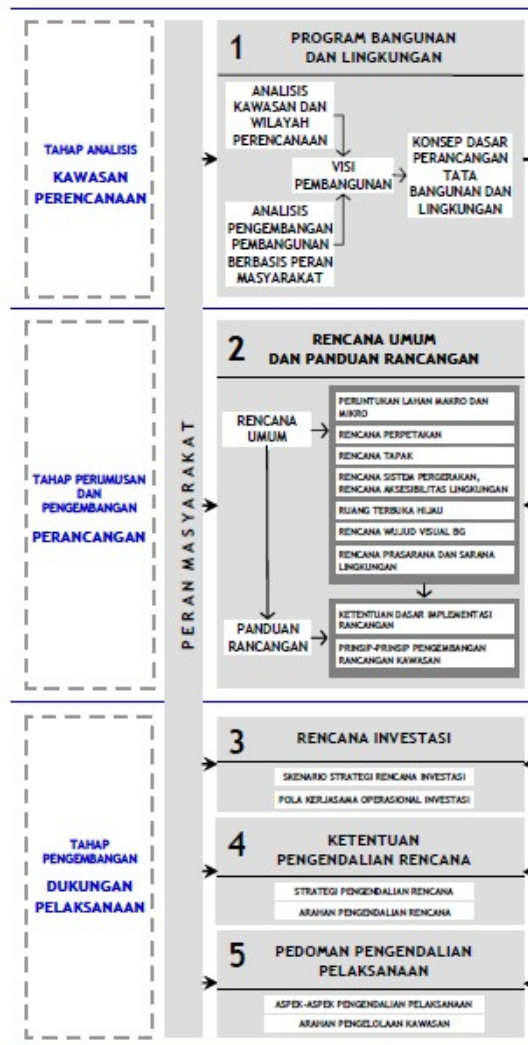 TAHAP ANALISIS
KAWASAN
PERENCANAAN
TAHAP PERUMUSAN
DAN
PENGEMBANGAN
PERANCANGAN
TAHAP
PENGEMBANGAN
DUKUNGAN
PELAKSANAAN
PERAN MASYARAKAT
1
PROGRAM BANGUNAN
DAN LINGKUNGAN
ANALISIS
KAWASAN DAN
WILAYAH
PERENCANAAN
VISI
PEMBANGUNAN
KONSEP DASAR
PERANCANGAN
TATA
BANGUNAN DAN
LINGKUNGAN
ANALISIS
PENGEMBANGAN
PEMBANGUNAN
BERBASIS PERAN
MASYARAKAT
2
RENCANA UMUM
DAN PANDUAN RANCANGAN
RENCANA
UMUM
PERUNTUKAN LAHAN MAKRO DAN
MIKRO
RENCANA PERPETAKAN
RENCANA TAPAK
RENCANA SISTEM PERGERAKAN,
RENCANA AKSESIBILITAS LINGKUNGAN
RUANG TERBUKA HIJAU
RENCANA WUJUD VISUAL BG
RENCANA PRASARANA DAN SARANA
LINGKUNGAN
PANDUAN
RANCANGAN
KETENTUAN DASAR IMPLEMENTASI
RANCANGAN
PRINSIP-PRINSIP PENGEMBANGAN
RANCANGAN KAWASAN
3
RENCANA INVESTASI
SKENARIO STRATEGI RENCANA INVESTASI
POLA KERJASAMA OPERASIONAL INVESTASI
4
KETENTUAN
PENGENDALIAN RENCANA
STRATEGI PENGENDALIAN RENCANA
ARAHAN PENGENDALIAN RENCANA
5
PEDOMAN PENGENDALIAN
PELAKSANAAN
ASPEK-ASPEK PENGENDALIAN PELAKSANAAN
ARAHAN PENGELOLAAN KAWASAN